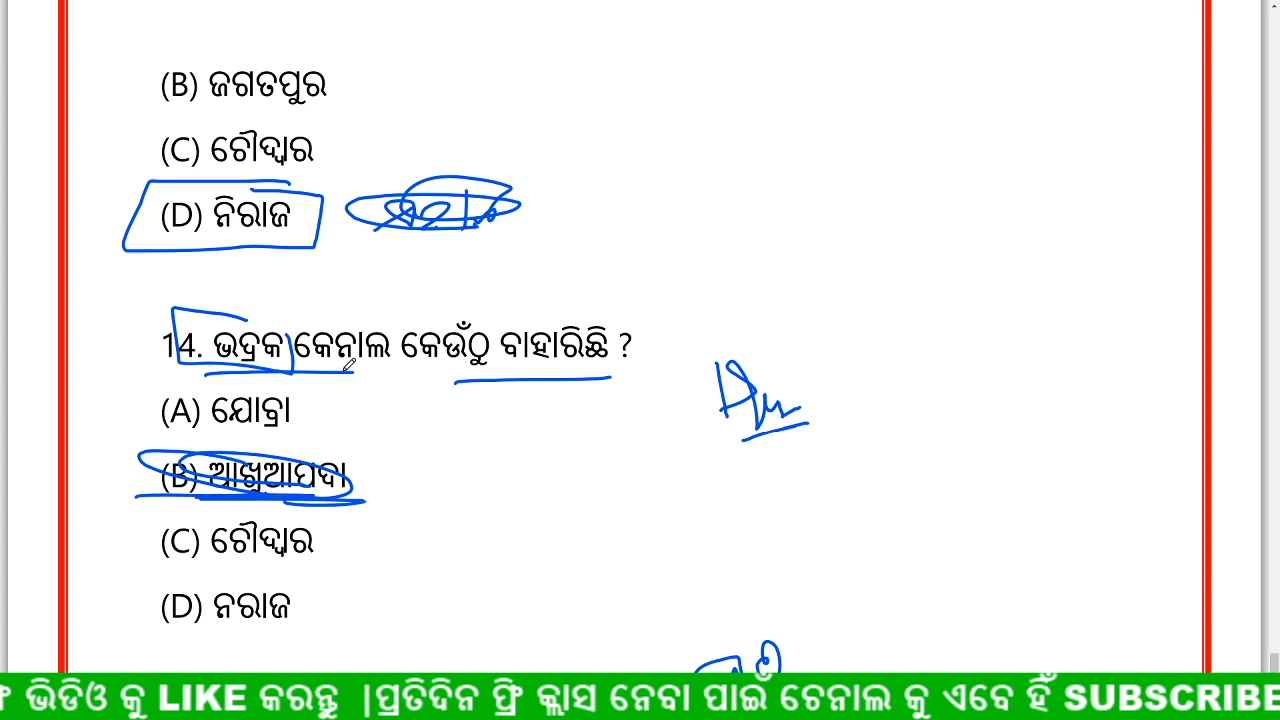 (B) ଜଗତପୁର
(C) ଚୌଦ୍ୱାର
(D) ନିରାଜ
14. ଭଦ୍ରକ କେନାଲ କେଉଁଠୁ ବାହାରିଛି ?
(A) ଯୋବ୍ରା
(B) ଆଖୁଆପଦା
(C) ଚୌଦ୍ୱାର
(D) ନରାଜ
ଭିଡିଓ କୁ LIKE କରନ୍ତୁ |ପ୍ରତିଦିନ ଫ୍ରି କ୍ଲାସ ନେବା ପାଇଁ ଚେନାଲ କୁ ଏବେ ହିଁ SUBSCRIBE